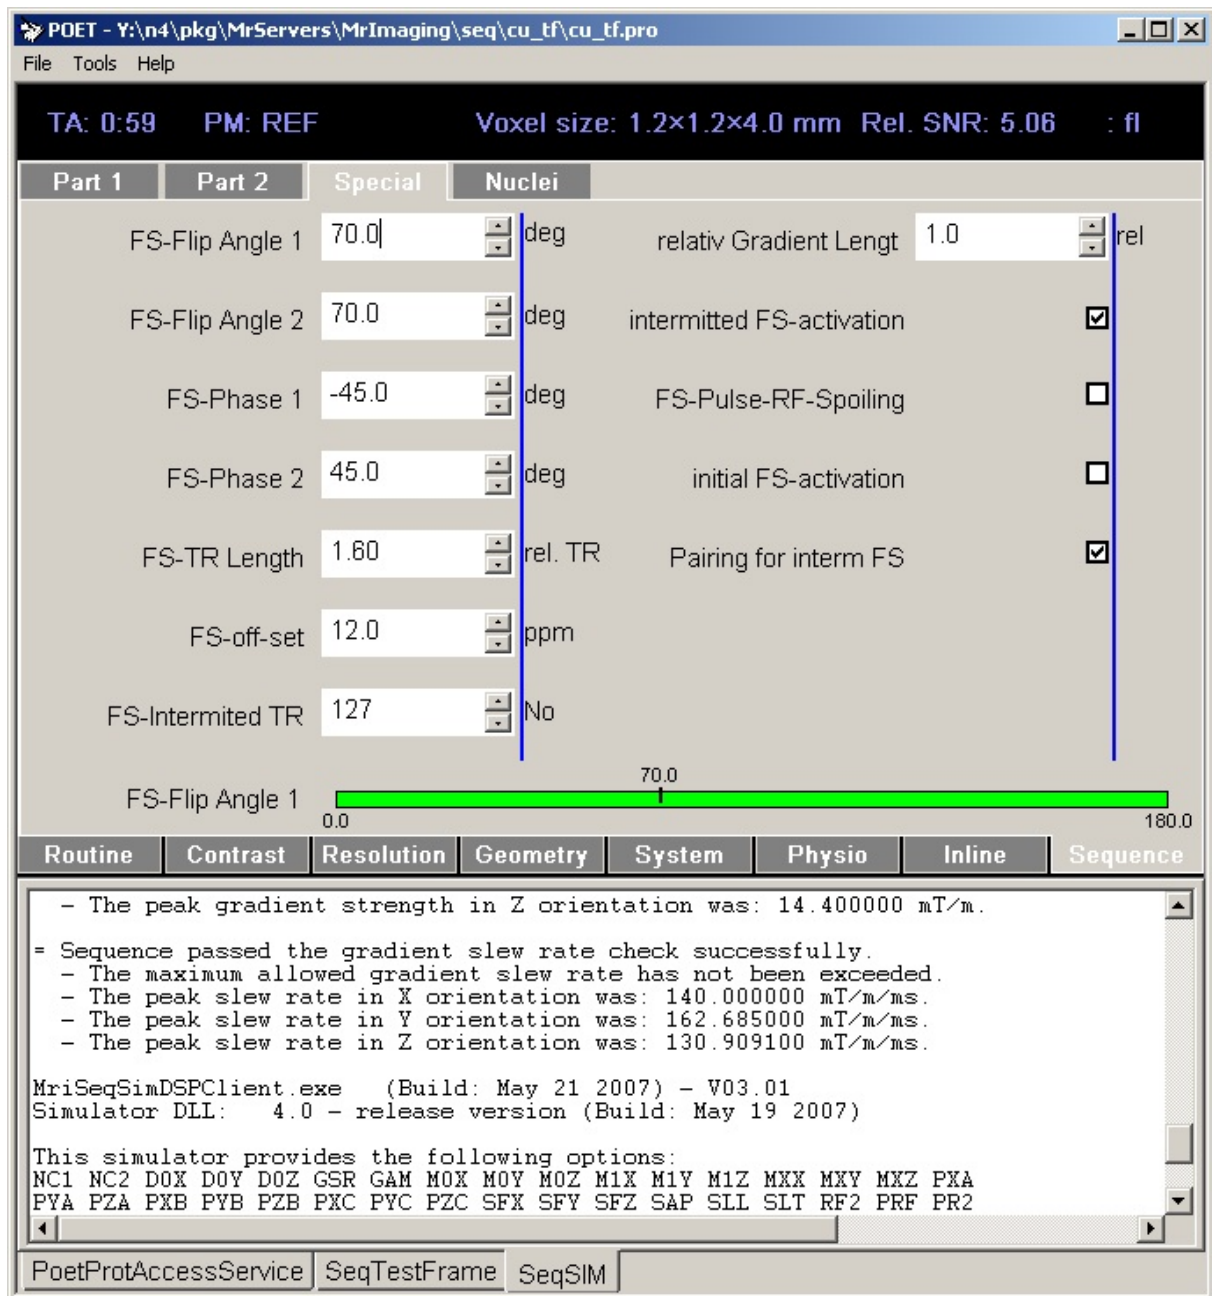 POET - Y:\n4\pkg\MrServers\MrImaging\seq\cu_tf\cu_tf.pro
File Tools Help
TA: 0:59 PM: REF Voxel size: 1.2×1.2×4.0 mm Rel. SNR: 5.06 : fl
Part 1 Part 2 Special Nuclei
FS-Flip Angle 1 70.0 deg relativ Gradient Lengt 1.0 rel
FS-Flip Angle 2 70.0 deg intermitted FS-activation
FS-Phase 1 -45.0 deg FS-Pulse-RF-Spoiling
FS-Phase 2 45.0 deg initial FS-activation
FS-TR Length 1.60 rel. TR Pairing for interm FS
FS-off-set 12.0 ppm
FS-Intermited TR 127 No
70.0
FS-Flip Angle 1
0.0 180.0
Routine Contrast Resolution Geometry System Physio Inline Sequence
- The peak gradient strength in Z orientation was: 14.400000 mT/m.
= Sequence passed the gradient slew rate check successfully.
- The maximum allowed gradient slew rate has not been exceeded.
- The peak slew rate in X orientation was: 140.000000 mT/m/ms.
- The peak slew rate in Y orientation was: 162.685000 mT/m/ms.
- The peak slew rate in Z orientation was: 130.909100 mT/m/ms.
MriSeqSimDSPClient.exe (Build: May 21 2007) - V03.01
Simulator DLL: 4.0 - release version (Build: May 19 2007)
This simulator provides the following options:
NC1 NC2 D0X D0Y D0Z GSR GAM M0X M0Y M0Z M1X M1Y M1Z MXX MXY MXZ PXA
PYA PZA PXB PYB PZB PXC PYC PZC SFX SFY SFZ SAP SLL SLT RF2 PRF PR2
PoetProtAccessService SeqTestFrame SeqSIM